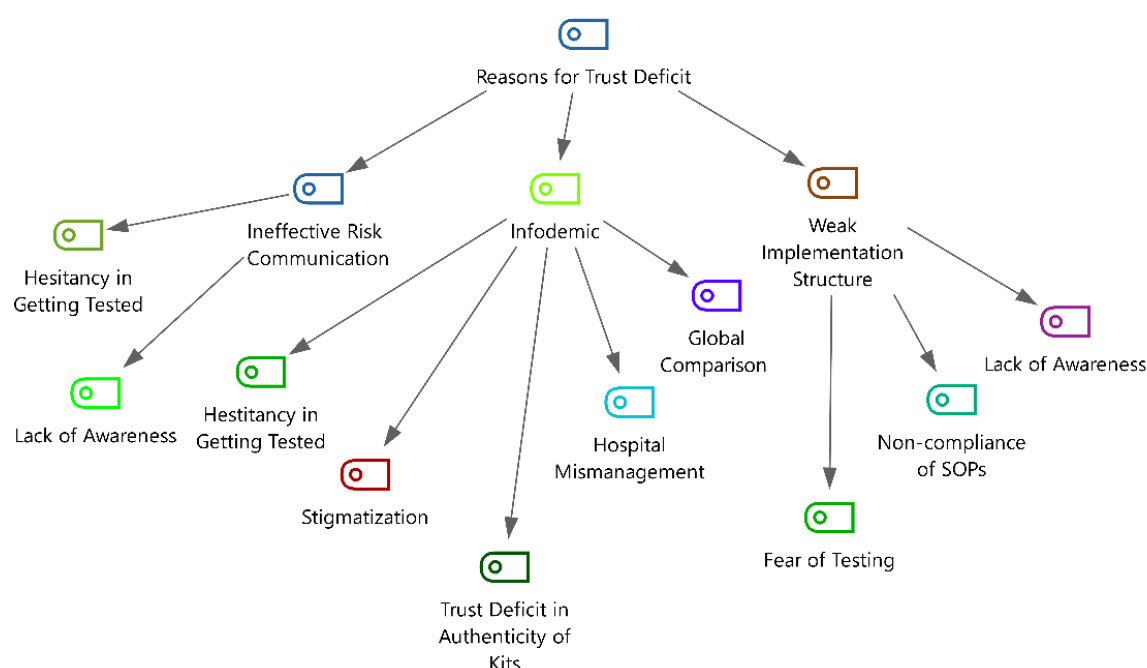 Reasons for Trust Deficit
Ineffective Risk
Communication
Infodemic
Weak
Implementation
Structure
Hesitancy in
Getting Tested
Lack of Awareness
Hestitancy in
Getting Tested
Stigmatization
Trust Deficit in
Authenticity of
Kits
Hospital
Mismanagement
Global
Comparison
Fear of Testing
Non-compliance
of SOPs
Lack of Awareness